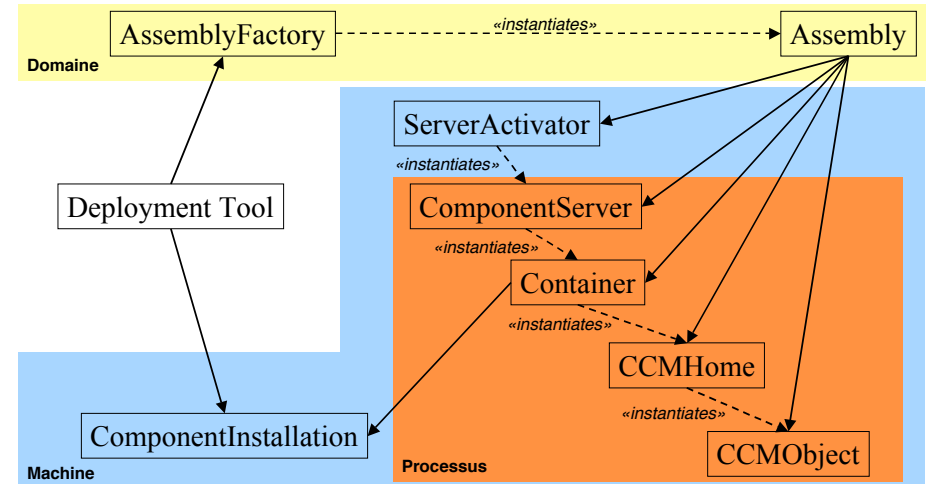 «instantiates»
AssemblyFactory
Assembly
Domaine
ServerActivator
«instantiates»
Deployment Tool
ComponentServer
«instantiates»
Container
«instantiates»
CCMHome
«instantiates»
ComponentInstallation
CCMObject
Machine
Processus